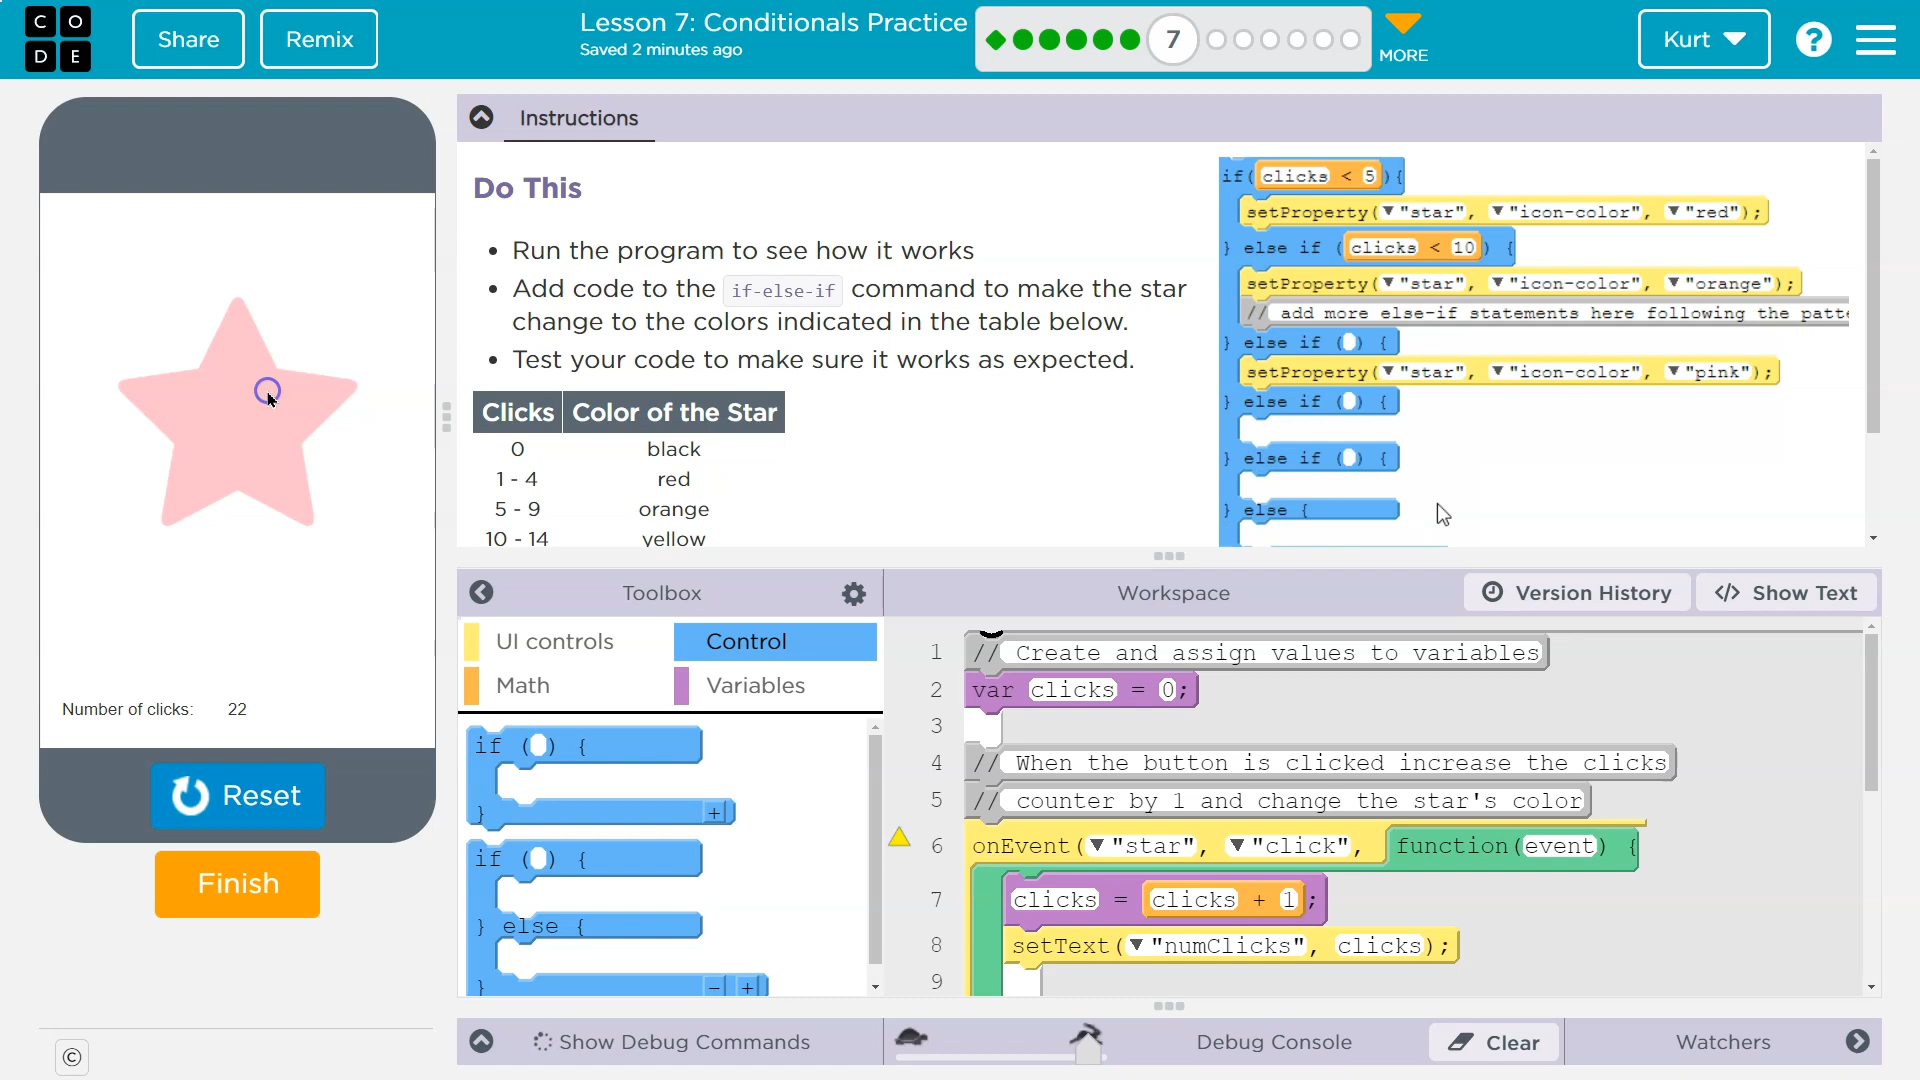 CODE
Share
Remix
Lesson 7: Conditionals Practice
Saved 2 minutes ago
7
MORE
Kurt
?
Instructions
Do This
• Run the program to see how it works
• Add code to the if-else-if command to make the star
change to the colors indicated in the table below.
• Test your code to make sure it works as expected.
Clicks Color of the Star
0 black
1 - 4 red
5 - 9 orange
10 - 14 yellow
if( clicks < 5 ){
setProperty(▼"star", ▼"icon-color", ▼"red");
} else if ( clicks < 10 ) {
setProperty(▼"star", ▼"icon-color", ▼"orange");
// add more else-if statements here following the
} else if ( ) {
setProperty(▼"star", ▼"icon-color", ▼"pink");
} else if ( ) {
} else if ( ) {
} else {
Number of clicks: 22
Reset
Finish
©
Toolbox
UI controls
Control
Math
Variables
if ( ) {
} +
if ( ) {
} else {
} - +
Workspace
Version History
</> Show Text
1 // Create and assign values to variables
2 var clicks = 0;
3
4 // When the button is clicked increase the clicks
5 // counter by 1 and change the star's color
6 onEvent(▼"star", ▼"click", function(event) {
7 clicks = clicks + 1;
8 setText(▼"numClicks", clicks);
9
Show Debug Commands
Debug Console
Clear
Watchers